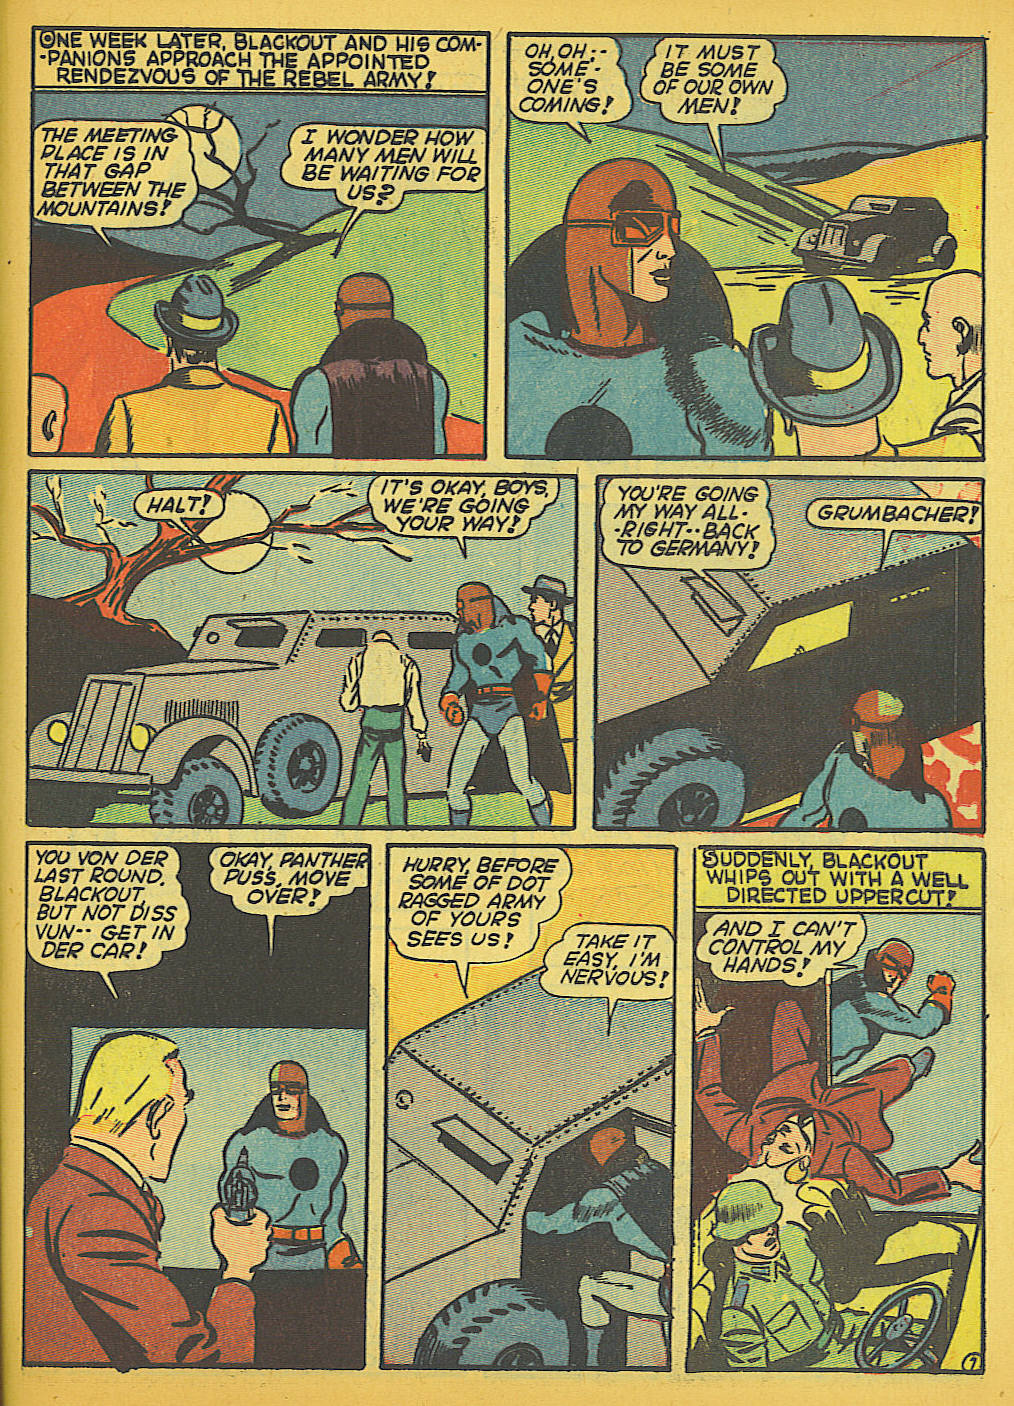 ONE WEEK LATER, BLACKOUT AND HIS COM-
-PANIONS APPROACH THE APPOINTED
RENDEZVOUS OF THE REBEL ARMY!
THE MEETING
PLACE IS IN
THAT GAP
BETWEEN THE
MOUNTAINS!
I WONDER HOW
MANY MEN WILL
BE WAITING FOR
US?
OH, OH;--
SOME-
ONE'S
COMING!
IT MUST
BE SOME
OF OUR OWN
MEN!
HALT!
IT'S OKAY, BOYS,
WE'RE GOING
YOUR WAY!
YOU'RE GOING
MY WAY ALL-
-RIGHT--BACK
TO GERMANY!
GRUMBACHER!
YOU VON DER
LAST ROUND,
BLACKOUT,
BUT NOT DISS
VUN-- GET IN
DER CAR!
OKAY, PANTHER
PUSS, MOVE
OVER!
HURRY, BEFORE
SOME OF DOT
RAGGED ARMY
OF YOURS
SEES US!
TAKE IT
EASY, I'M
NERVOUS!
SUDDENLY, BLACKOUT
WHIPS OUT WITH A WELL
DIRECTED UPPERCUT!
AND I CAN'T
CONTROL MY
HANDS!
7